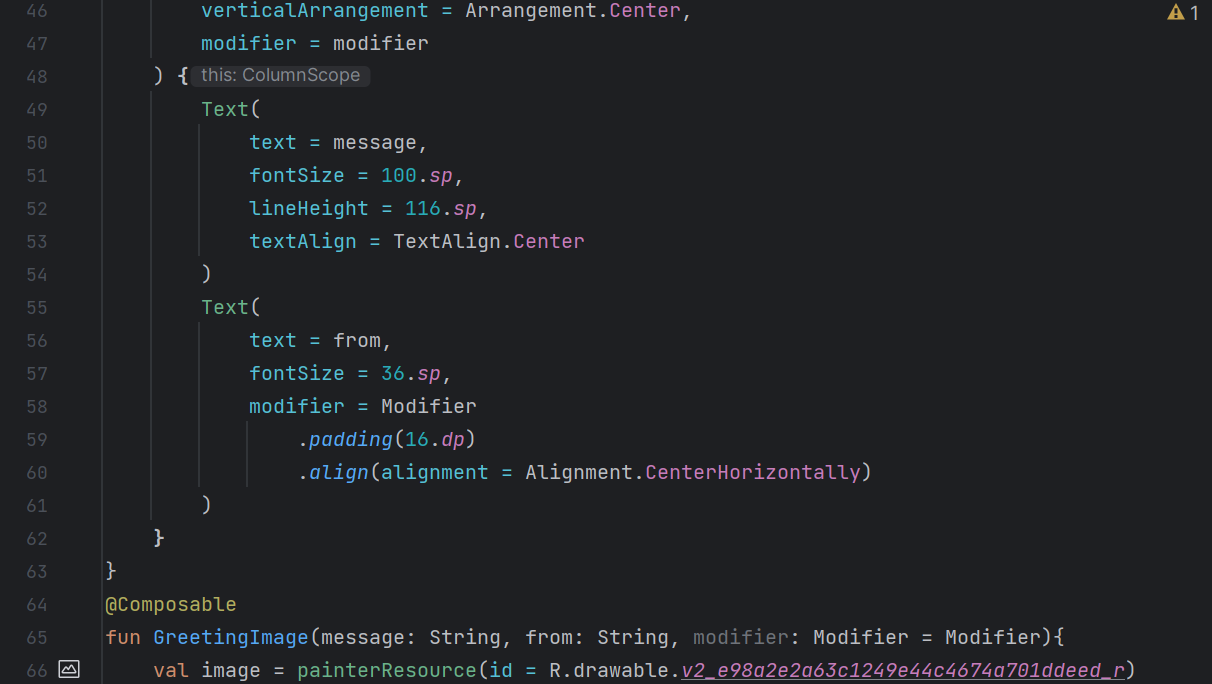 46 verticalArrangement = Arrangement.Center,
1
47 modifier = modifier
48 ) { this: ColumnScope
49 Text(
50 text = message,
51 fontSize = 100.sp,
52 lineHeight = 116.sp,
53 textAlign = TextAlign.Center
54 )
55 Text(
56 text = from,
57 fontSize = 36.sp,
58 modifier = Modifier
59 .padding(16.dp)
60 .align(alignment = Alignment.CenterHorizontally)
61 )
62 }
63 }
64 @Composable
65 fun GreetingImage(message: String, from: String, modifier: Modifier = Modifier){
66 val image = painterResource(id = R.drawable.v2_e98a2e2a63c1249e44c4674a701ddeed_r)